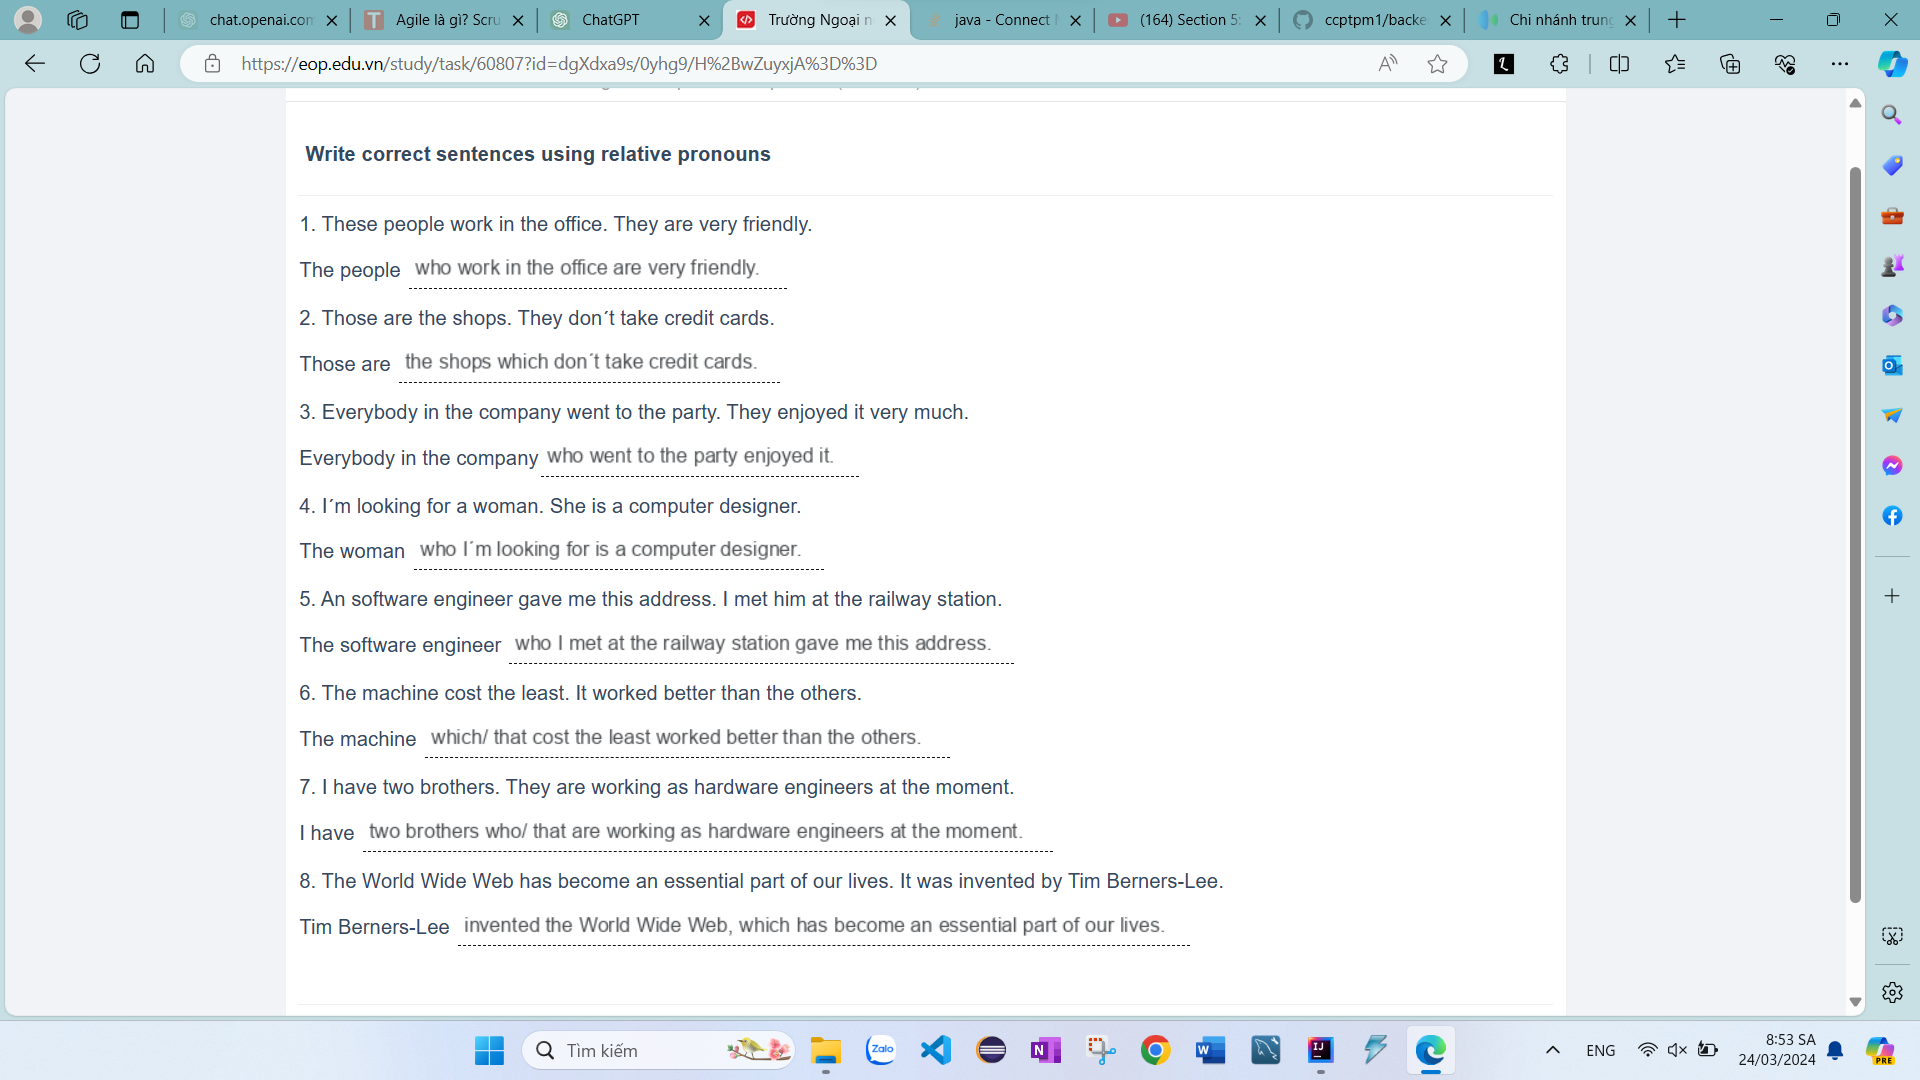 chat.openai.com
Agile là gì? Scru
ChatGPT
Trường Ngoại n
java - Connect
(164) Section 5:
ccptpm1/backe
Chi nhánh trung
https://eop.edu.vn/study/task/60807?id=dgXdxa9s/0yhg9/H%2BwZuyxjA%3D%3D
Write correct sentences using relative pronouns
1. These people work in the office. They are very friendly.
The people who work in the office are very friendly.
2. Those are the shops. They don´t take credit cards.
Those are the shops which don´t take credit cards.
3. Everybody in the company went to the party. They enjoyed it very much.
Everybody in the company who went to the party enjoyed it.
4. I´m looking for a woman. She is a computer designer.
The woman who I´m looking for is a computer designer.
5. An software engineer gave me this address. I met him at the railway station.
The software engineer who I met at the railway station gave me this address.
6. The machine cost the least. It worked better than the others.
The machine which/ that cost the least worked better than the others.
7. I have two brothers. They are working as hardware engineers at the moment.
I have two brothers who/ that are working as hardware engineers at the moment.
8. The World Wide Web has become an essential part of our lives. It was invented by Tim Berners-Lee.
Tim Berners-Lee invented the World Wide Web, which has become an essential part of our lives.
Tìm kiếm
Zalo
ENG
8:53 SA
24/03/2024
PRE